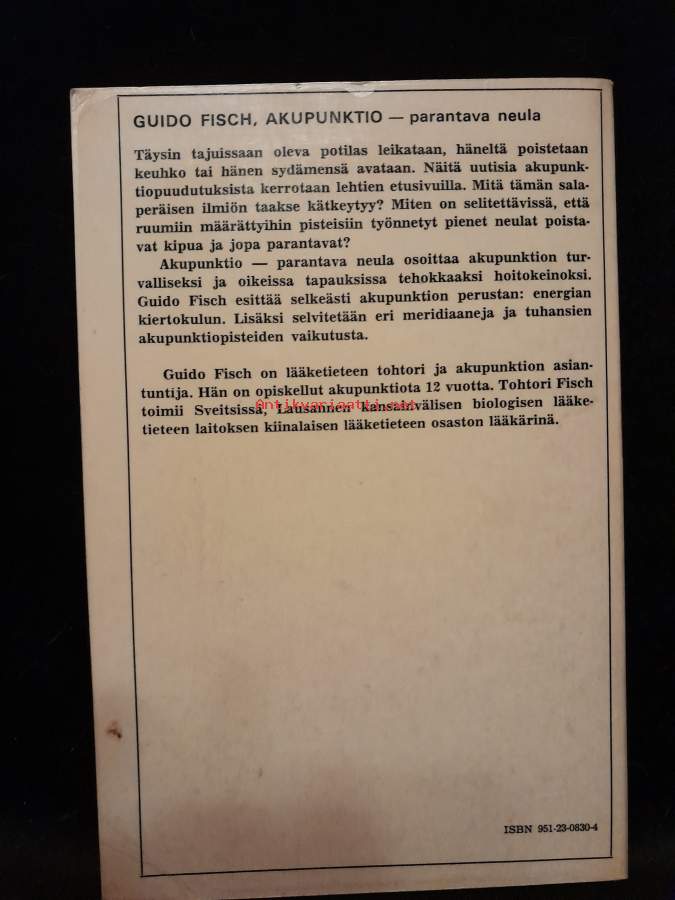 GUIDO FISCH, AKUPUNKTIO — parantava neula
Täysin tajuissaan oleva potilas leikataan, häneltä poistetaan
keuhko tai hänen sydämensä avataan. Näitä uutisia akupunk-
tiopuudutuksista kerrotaan lehtien etusivuilla. Mitä tämän sala-
peräisen ilmiön taakse kätkeytyy? Miten on selitettävissä, että
ruumiin määrättyihin pisteisiin työnnetyt pienet neulat poista-
vat kipua ja jopa parantavat?
Akupunktio — parantava neula osoittaa akupunktion tur-
valliseksi ja oikeissa tapauksissa tehokkaaksi hoitokeinoksi.
Guido Fisch esittää selkeästi akupunktion perustan: energian
kiertokulun. Lisäksi selvitetään eri meridiaaneja ja tuhansien
akupunktiopisteiden vaikutusta.
Guido Fisch on lääketieteen tohtori ja akupunktion asian-
tuntija. Hän on opiskellut akupunktiota 12 vuotta. Tohtori Fisch
toimii Sveitsissä, Lausannen kansainvälisen biologisen lääke-
tieteen laitoksen kiinalaisen lääketieteen osaston lääkärinä.
Antikvariaatti.net
ISBN 951-23-0830-4